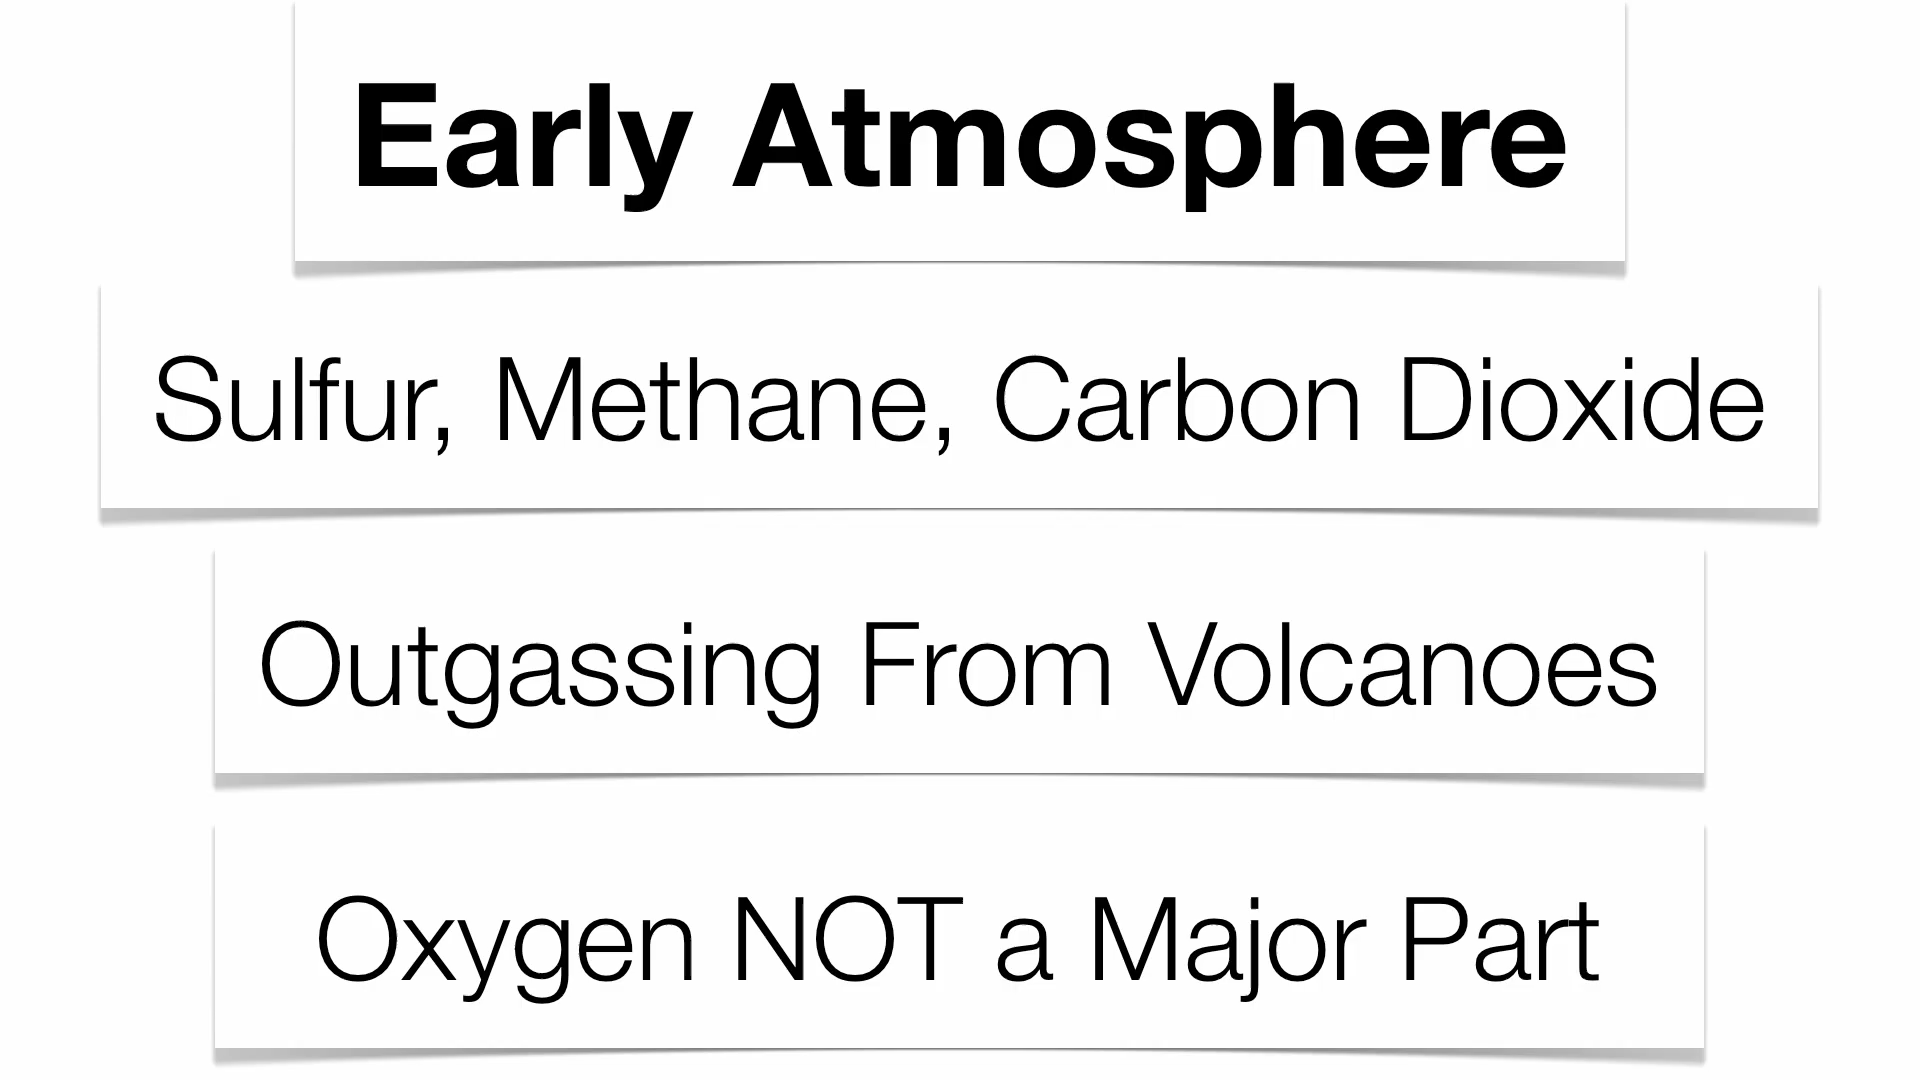 Early Atmosphere
Sulfur, Methane, Carbon Dioxide
Outgassing From Volcanoes
Oxygen NOT a Major Part